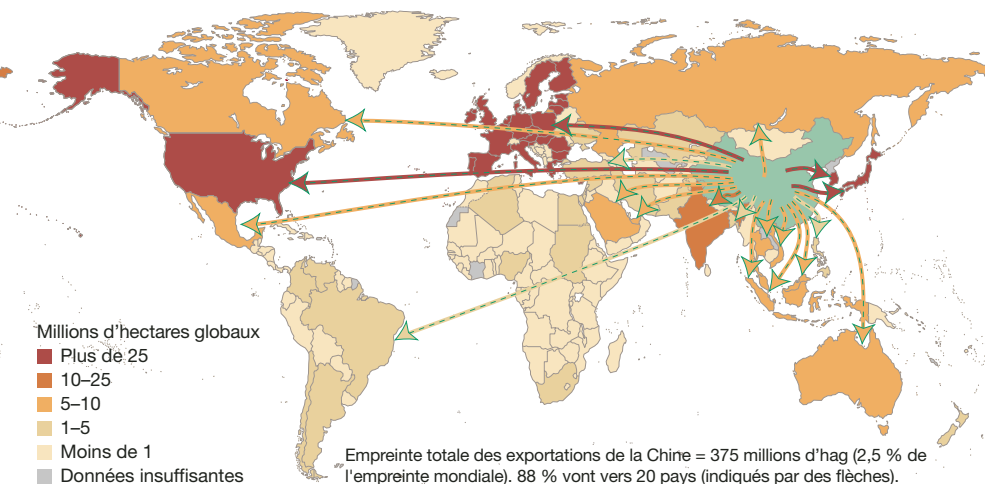 Millions d'hectares globaux
Plus de 25
10–25
5–10
1–5
Moins de 1
Données insuffisantes
Empreinte totale des exportations de la Chine = 375 millions d'hag (2,5 % de
l'empreinte mondiale). 88 % vont vers 20 pays (indiqués par des flèches).